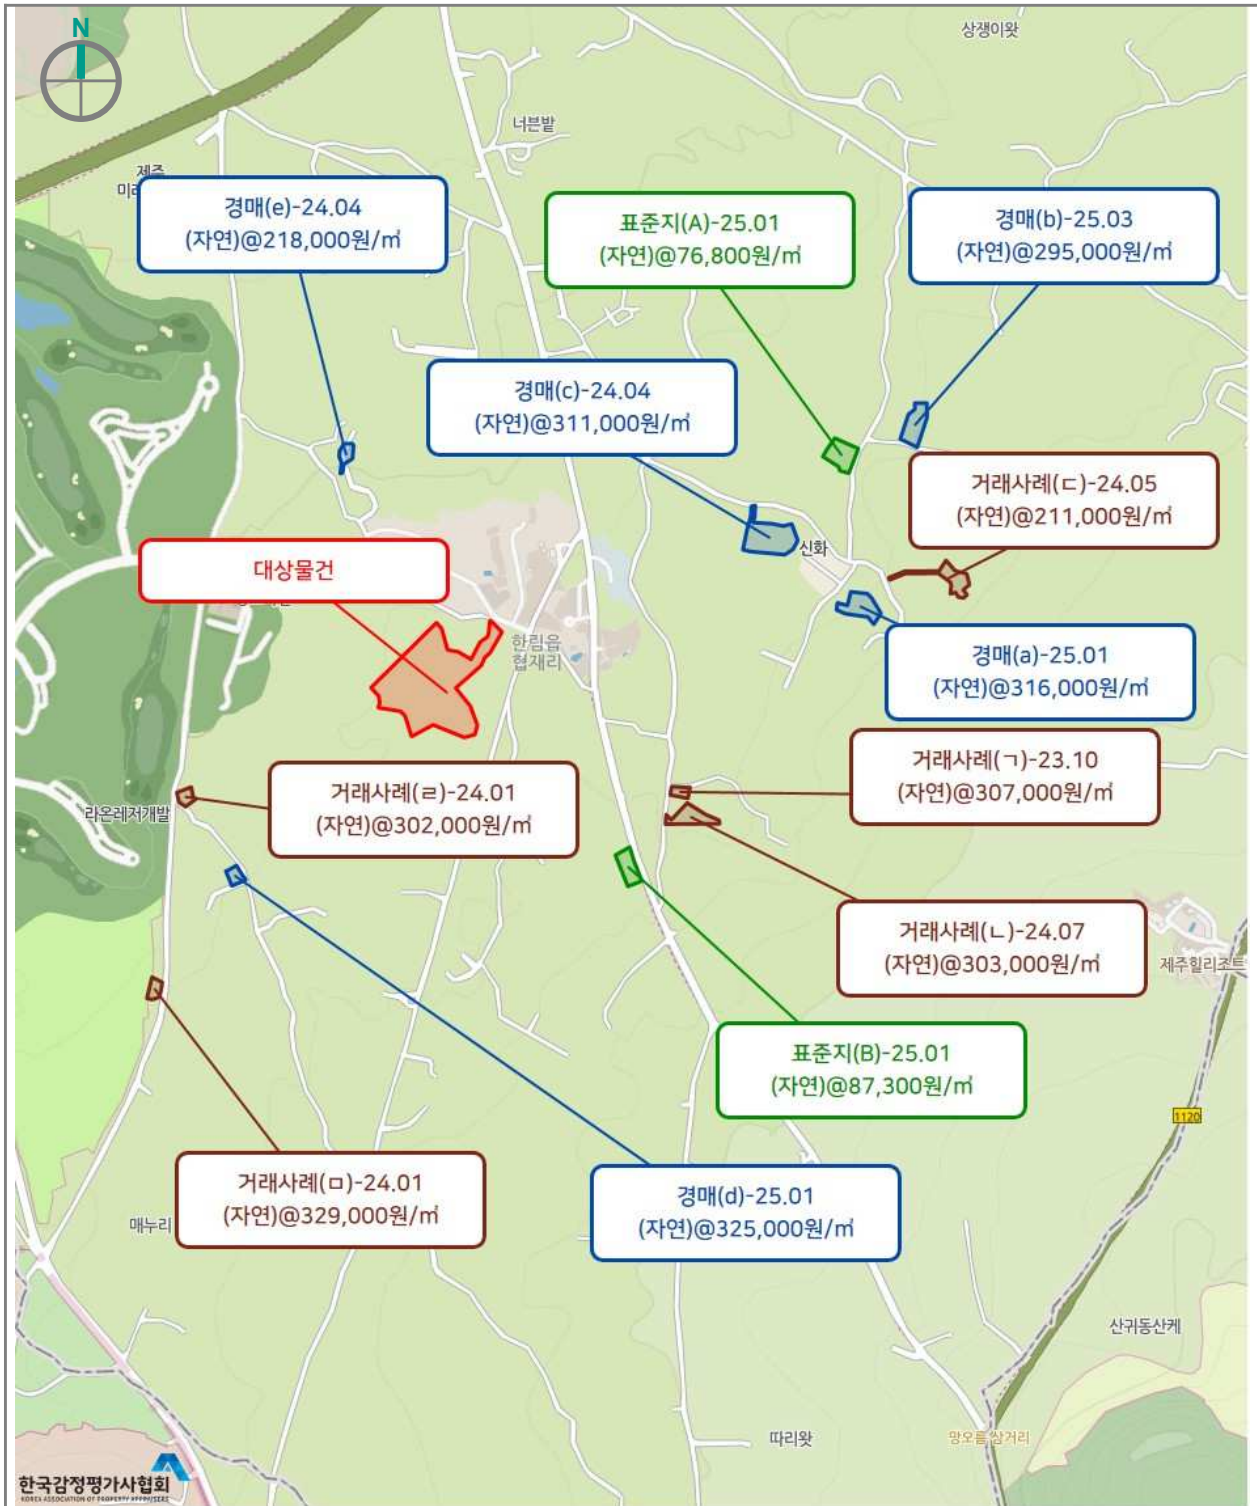 N
상쟁이왓
너븐밭
제주
경매(e)-24.04
(자연)@218,000원/㎡
표준지(A)-25.01
(자연)@76,800원/㎡
경매(b)-25.03
(자연)@295,000원/㎡
경매(c)-24.04
(자연)@311,000원/㎡
거래사례(ㄷ)-24.05
(자연)@211,000원/㎡
신화
대상물건
한림읍
협재리
경매(a)-25.01
(자연)@316,000원/㎡
거래사례(ㄱ)-23.10
(자연)@307,000원/㎡
거래사례(ㄹ)-24.01
(자연)@302,000원/㎡
라온레저개발
거래사례(ㄴ)-24.07
(자연)@303,000원/㎡
제주힐리조트
표준지(B)-25.01
(자연)@87,300원/㎡
1120
거래사례(ㅁ)-24.01
(자연)@329,000원/㎡
매누리
경매(d)-25.01
(자연)@325,000원/㎡
산귀동산케
따리왓
망오름삼거리
한국감정평가사협회
KOREA ASSOCIATION OF PROPERTY APPRAISERS